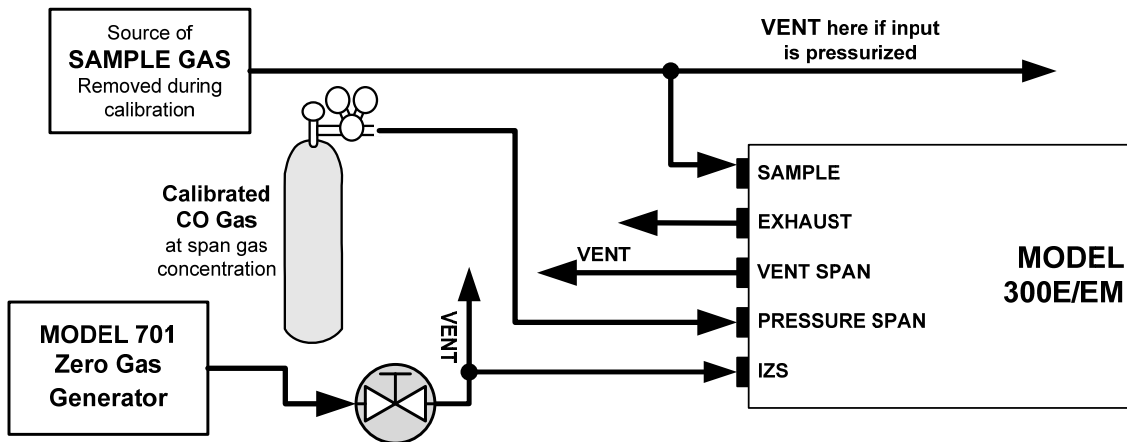 Source of
SAMPLE GAS
Removed during
calibration
VENT here if input
is pressurized
Calibrated
CO Gas
at span gas
concentration
MODEL 701
Zero Gas
Generator
VENT
VENT
SAMPLE
EXHAUST
VENT SPAN
PRESSURE SPAN
IZS
MODEL
300E/EM